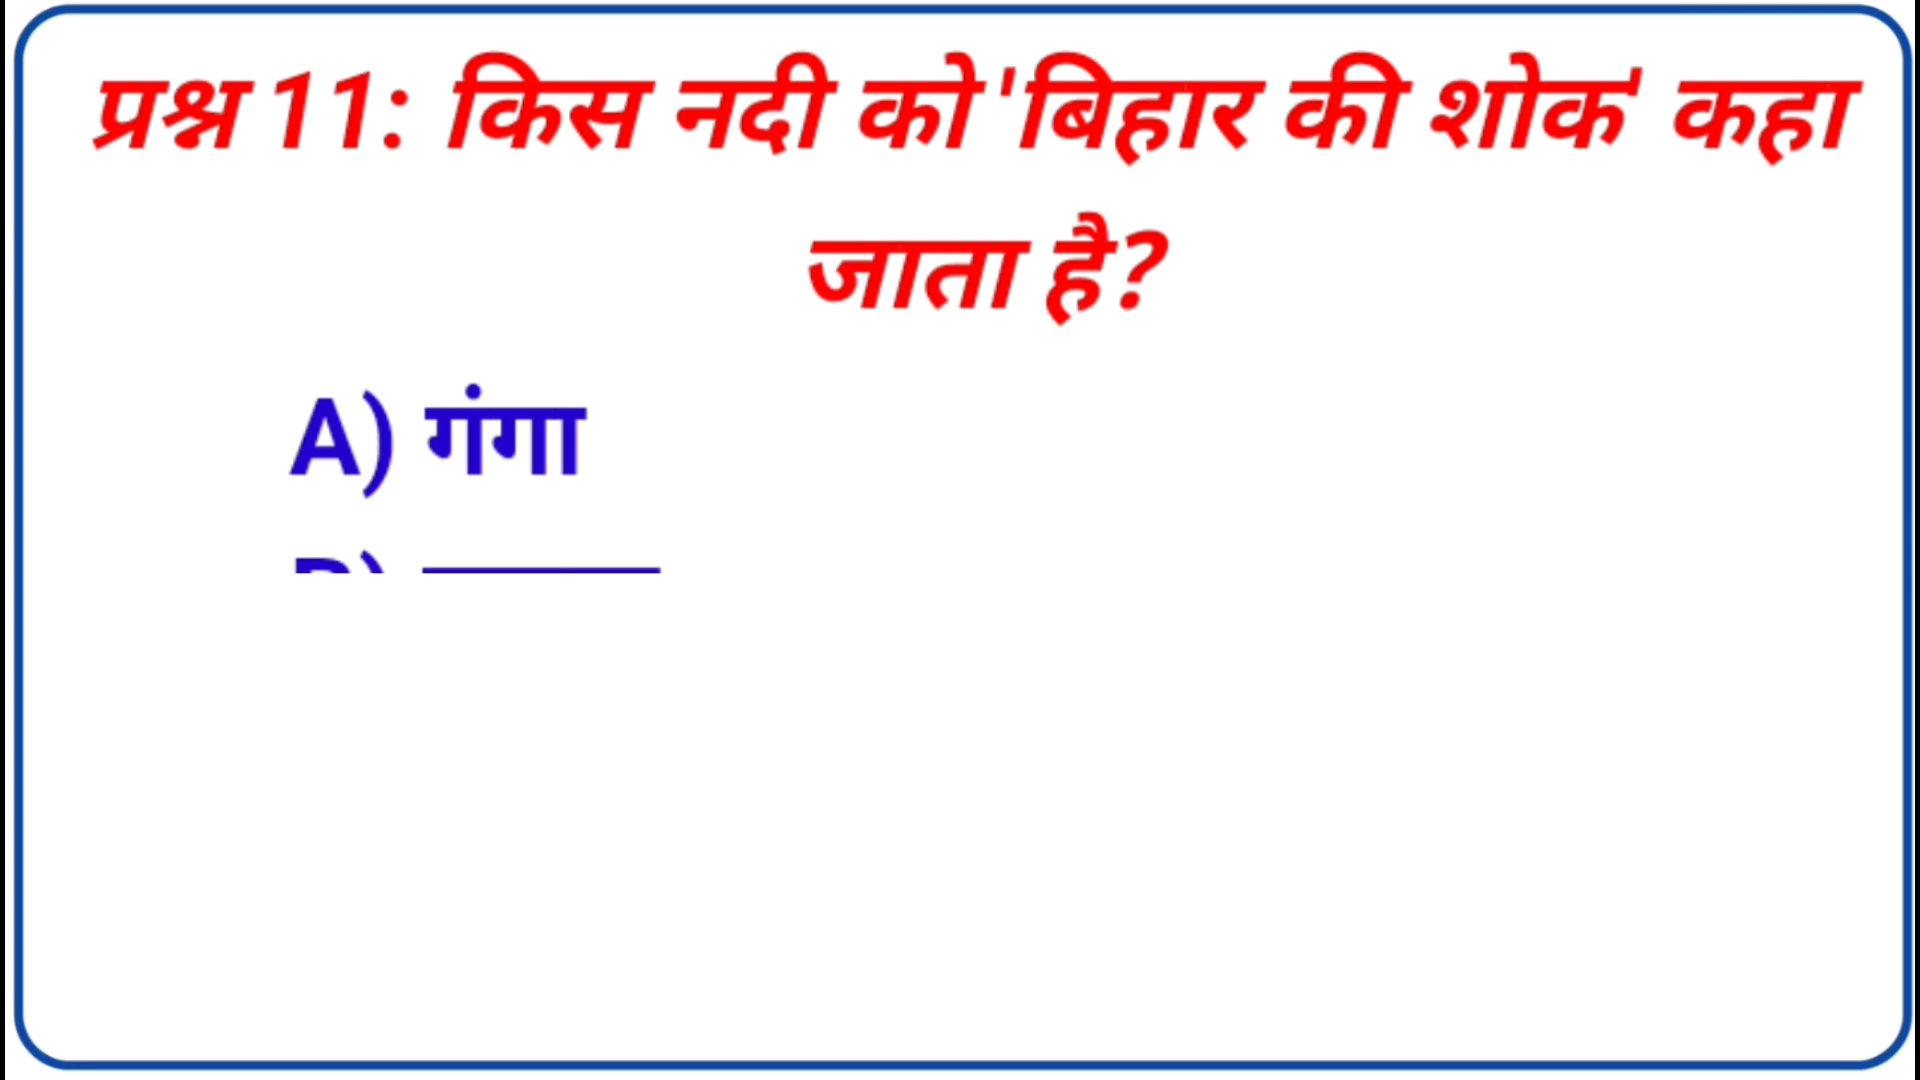 प्रश्न 11: किस नदी को 'बिहार की शोक' कहा
जाता है?
A) गंगा